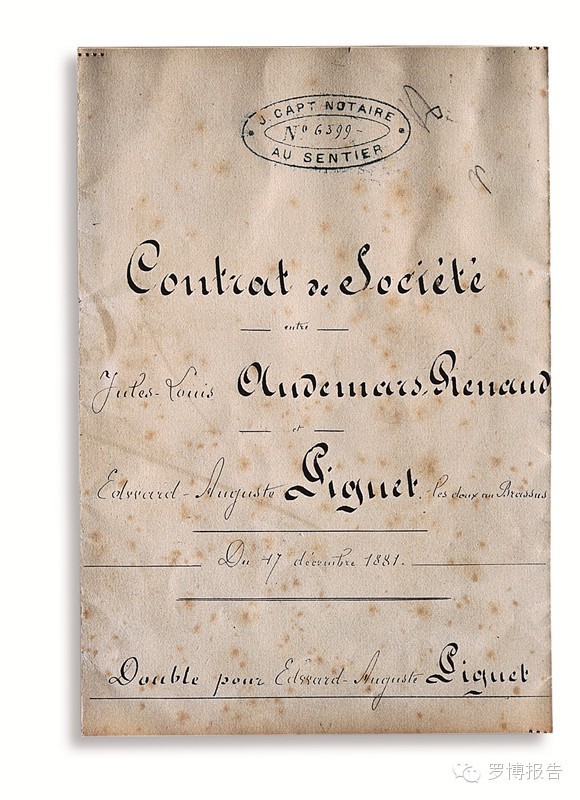 J. CAPT NOTAIRE
No 6399-
AU SENTIER
Contrat de Société
entre
Jules-Louis Audemars-Renaud
et
Edward-Auguste Piguet, les deux au Brassus
Du 17 décembre 1881.
Double pour Edward-Auguste Piguet
罗博报告